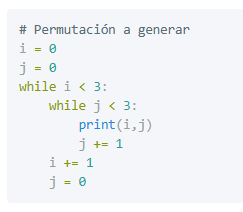 # Permutación a generar
i = 0
j = 0
while i < 3:
    while j < 3:
        print(i,j)
        j += 1
    i += 1
    j = 0